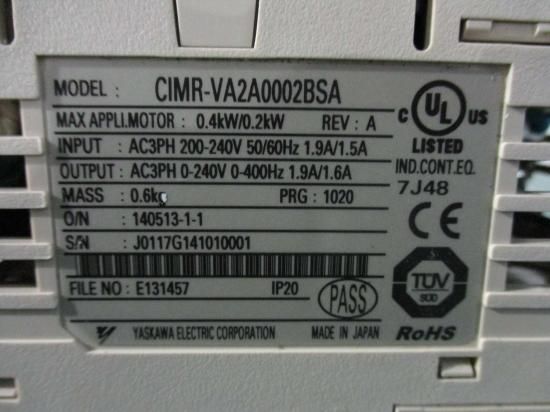 MODEL : CIMR-VA2A0002BSA
MAX APPLI.MOTOR : 0.4kW/0.2kW REV : A
INPUT : AC3PH 200-240V 50/60Hz 1.9A/1.5A
OUTPUT : AC3PH 0-240V 0-400Hz 1.9A/1.6A
MASS : 0.6kg PRG : 1020
O/N : 140513-1-1
S/N : J0117G141010001
FILE NO : E131457 IP20
PASS
YASKAWA ELECTRIC CORPORATION MADE IN JAPAN
C UL US
LISTED
IND.CONT.EQ.
7J48
CE
TÜV
SÜD
RoHS